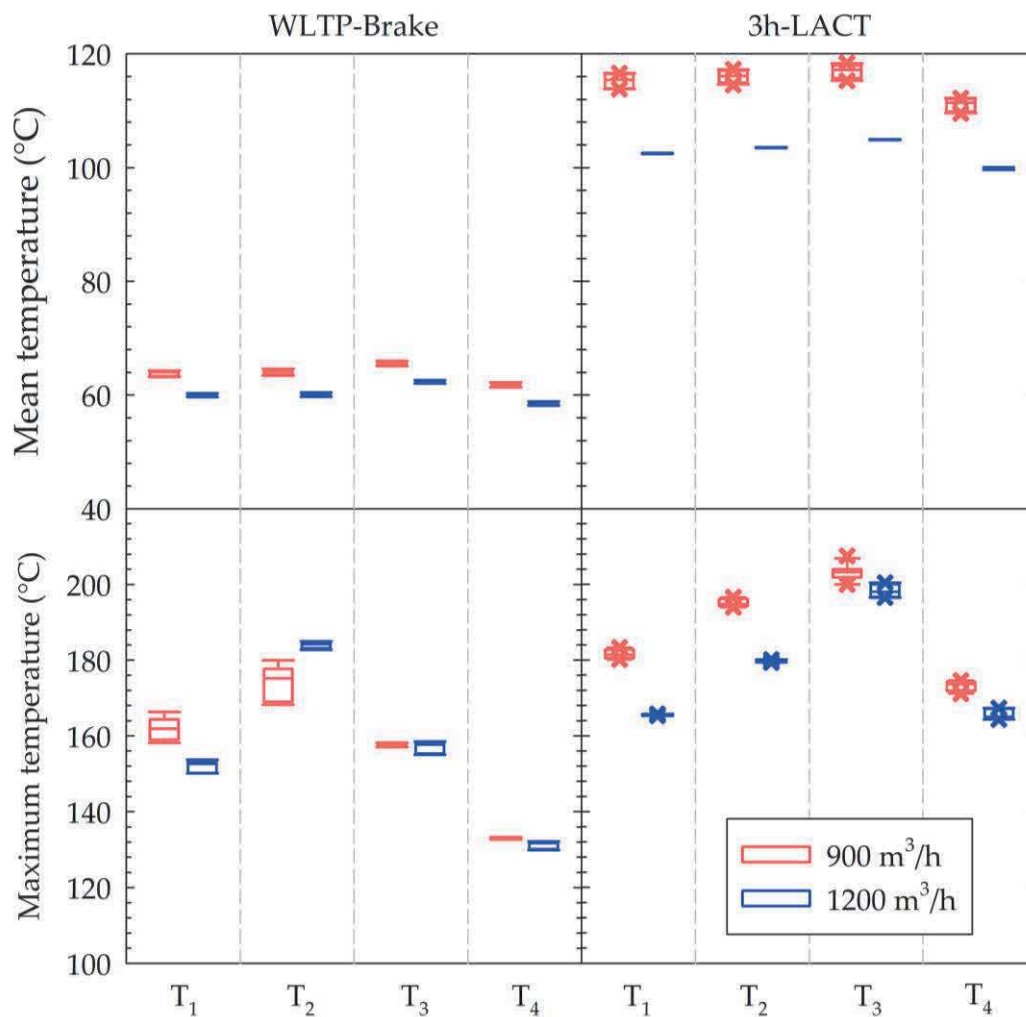 WLTP-Brake 3h-LACT
Mean temperature (°C)
120
100
80
60
40
Maximum temperature (°C)
200
180
160
140
120
100
900 m³/h
1200 m³/h
T₁ T₂ T₃ T₄ T₁ T₂ T₃ T₄